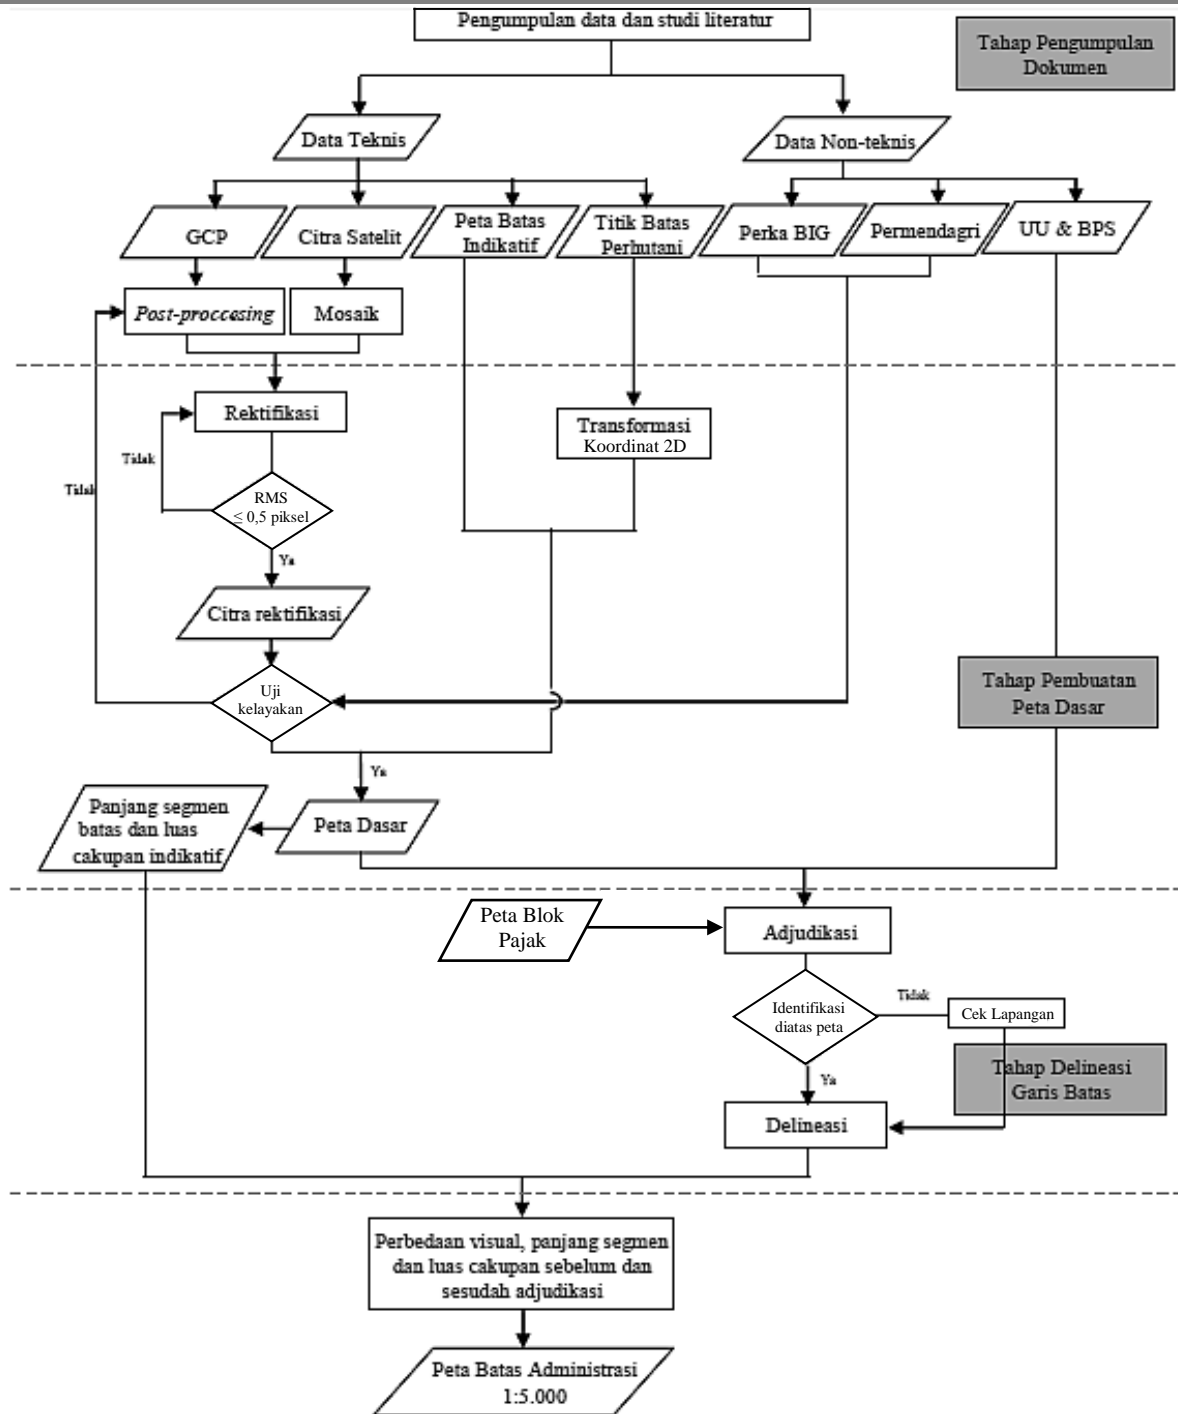 Pengumpulan data dan studi literatur
Tahap Pengumpulan
Dokumen
Data Teknis
Data Non-teknis
GCP
Citra Satelit
Peta Batas
Indikatif
Titik Batas
Perhutani
Perka BIG
Permendagri
UU & BPS
Post-proccesing
Mosaik
Rektifikasi
Transformasi
Koordinat 2D
Tidak
Tidak
RMS
≤ 0,5 piksel
Ya
Citra rektifikasi
Uji
kelayakan
Tahap Pembuatan
Peta Dasar
Ya
Panjang segmen
batas dan luas
cakupan indikatif
Peta Dasar
Peta Blok
Pajak
Adjudikasi
Identifikasi
diatas peta
Tidak
Cek Lapangan
Tahap Delineasi
Garis Batas
Ya
Delineasi
Perbedaan visual, panjang segmen
dan luas cakupan sebelum dan
sesudah adjudikasi
Peta Batas Administrasi
1:5.000